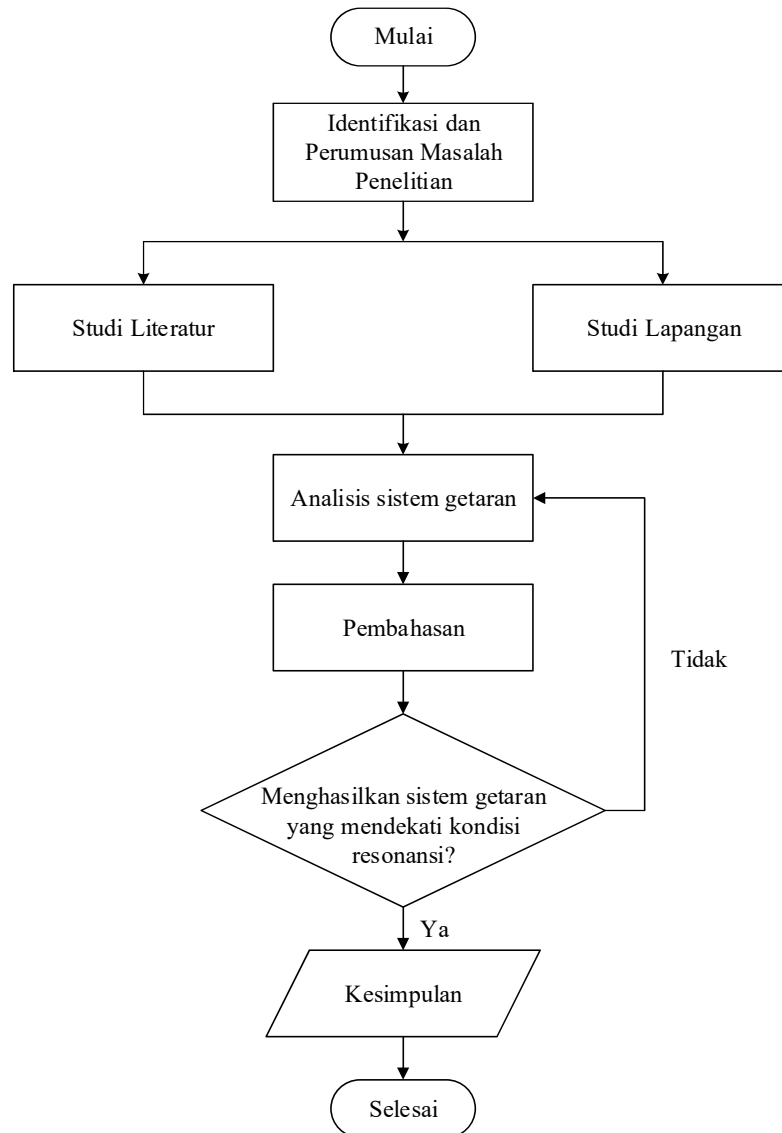 Mulai
Identifikasi dan
Perumusan Masalah
Penelitian
Studi Literatur
Studi Lapangan
Analisis sistem getaran
Pembahasan
Tidak
Menghasilkan sistem getaran
yang mendekati kondisi
resonansi?
Ya
Kesimpulan
Selesai